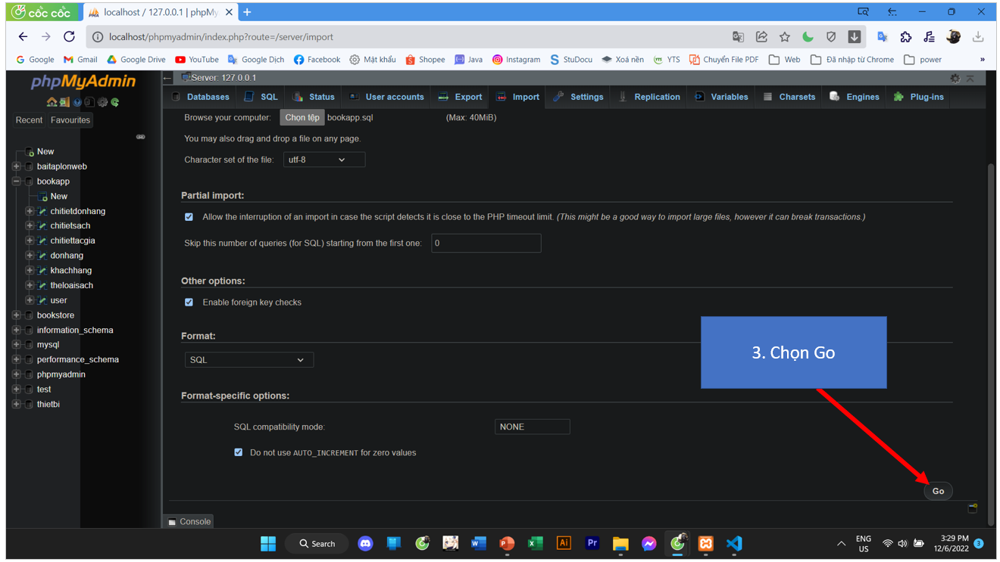 cốc cốc
localhost / 127.0.0.1 | phpMy
localhost/phpmyadmin/index.php?route=/server/import
Google Gmail Google Drive YouTube Google Dịch Facebook Mật khẩu Shopee Java Instagram StuDocu Xoá nền YTS Chuyển File PDF Web Đã nhập từ Chrome power »
phpMyAdmin
Recent Favourites
New
baitaplonweb
bookapp
New
chitietdonhang
chitietsach
chitiettacgia
donhang
khachhang
theloaisach
user
bookstore
information_schema
mysql
performance_schema
phpmyadmin
test
thietbi
Server: 127.0.0.1
Databases SQL Status User accounts Export Import Settings Replication Variables Charsets Engines Plug-ins
Browse your computer: Chọn tệp bookapp.sql (Max: 40MiB)
You may also drag and drop a file on any page.
Character set of the file: utf-8
Partial import:
Allow the interruption of an import in case the script detects it is close to the PHP timeout limit. (This might be a good way to import large files, however it can break transactions.)
Skip this number of queries (for SQL) starting from the first one: 0
Other options:
Enable foreign key checks
Format:
SQL
Format-specific options:
SQL compatibility mode: NONE
Do not use AUTO_INCREMENT for zero values
3. Chọn Go
Go
Console
Search
ENG
US
3:29 PM
12/6/2022
3